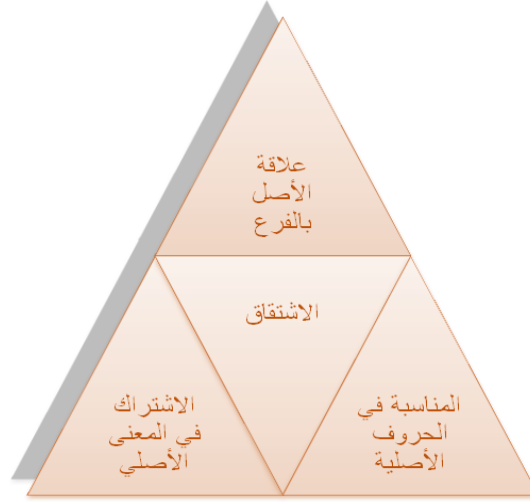 علاقة
الأصل
بالفرع
الاشتقاق
المناسبة في
الحروف
الأصلية
الاشتراك
في المعنى
الأصلي